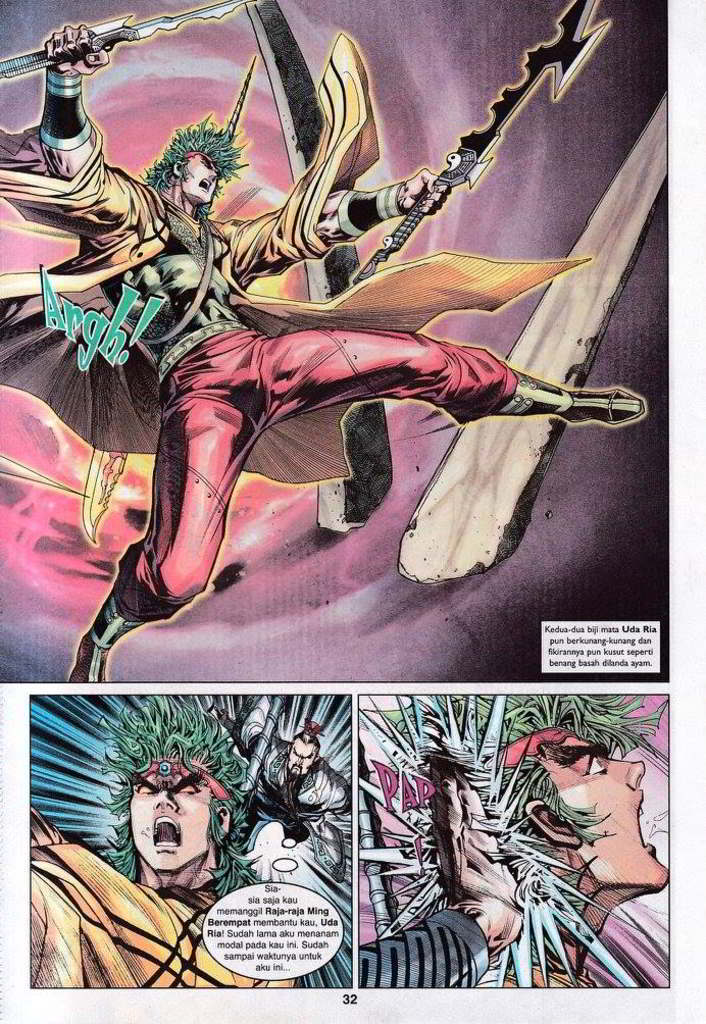 Argh!
Kedua-dua biji mata Uda Ria
pun berkunang-kunang dan
fikirannya pun kusut seperti
benang basah dilanda ayam.
Sia-
sia saja kau
memanggil Raja-raja Ming
Berempat membantu kau, Uda
Ria! Sudah lama aku menanam
modal pada kau ini. Sudah
sampai waktunya untuk
aku ini...
PAP!
32